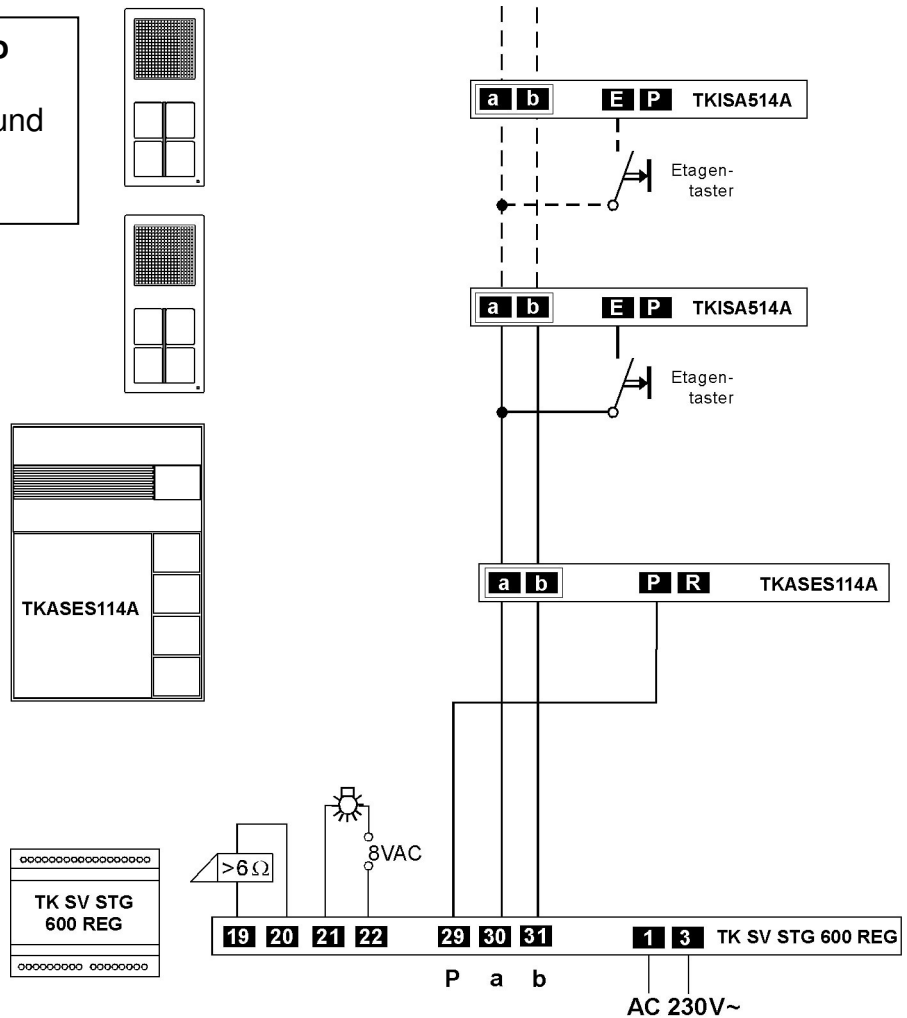 und
a b E P TKISA514A
Etagen-
taster
a b E P TKISA514A
Etagen-
taster
a b P R TKASES114A
TKASES114A
8VAC
>6 Ω
TK SV STG
600 REG
19 20 21 22 29 30 31 1 3 TK SV STG 600 REG
P a b
AC 230V~